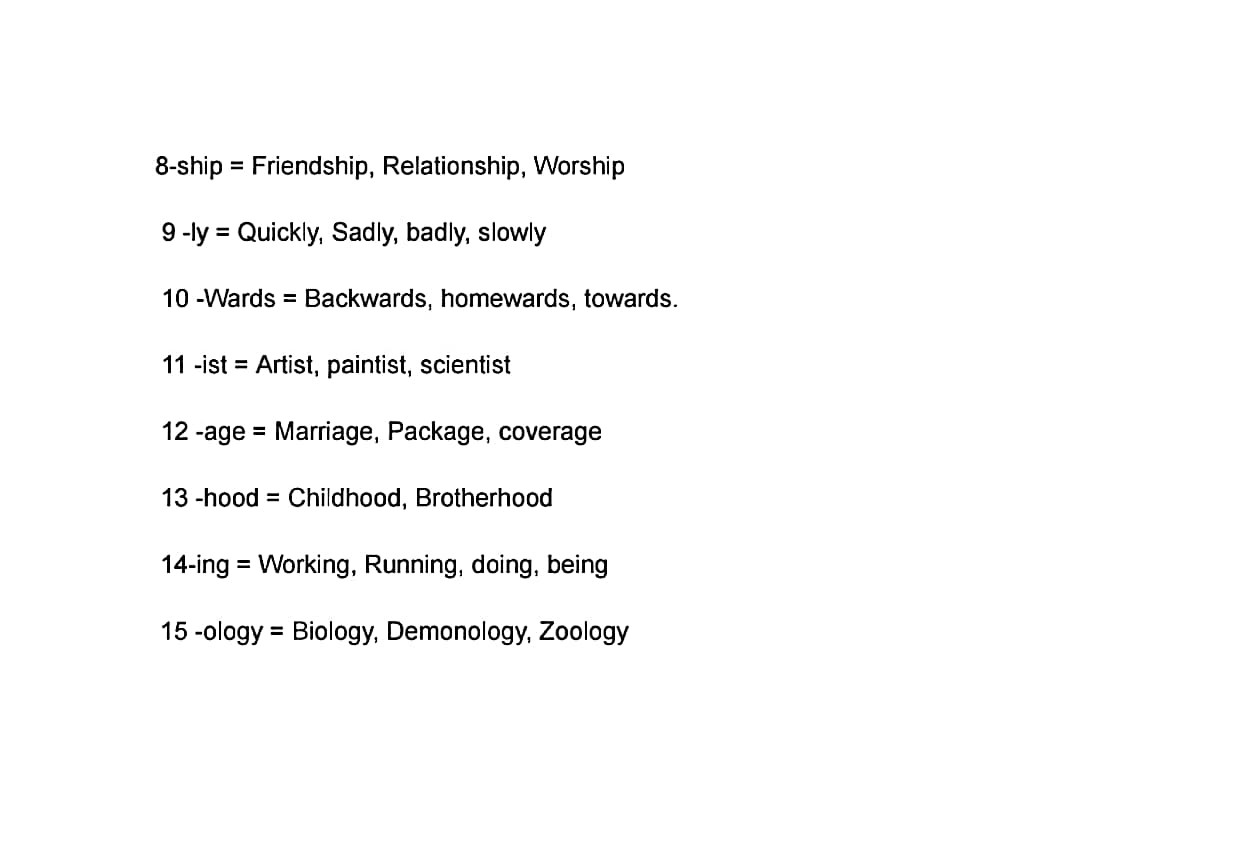 8-ship = Friendship, Relationship, Worship
9 -ly = Quickly, Sadly, badly, slowly
10 -Wards = Backwards, homewards, towards.
11 -ist = Artist, paintist, scientist
12 -age = Marriage, Package, coverage
13 -hood = Childhood, Brotherhood
14-ing = Working, Running, doing, being
15 -ology = Biology, Demonology, Zoology